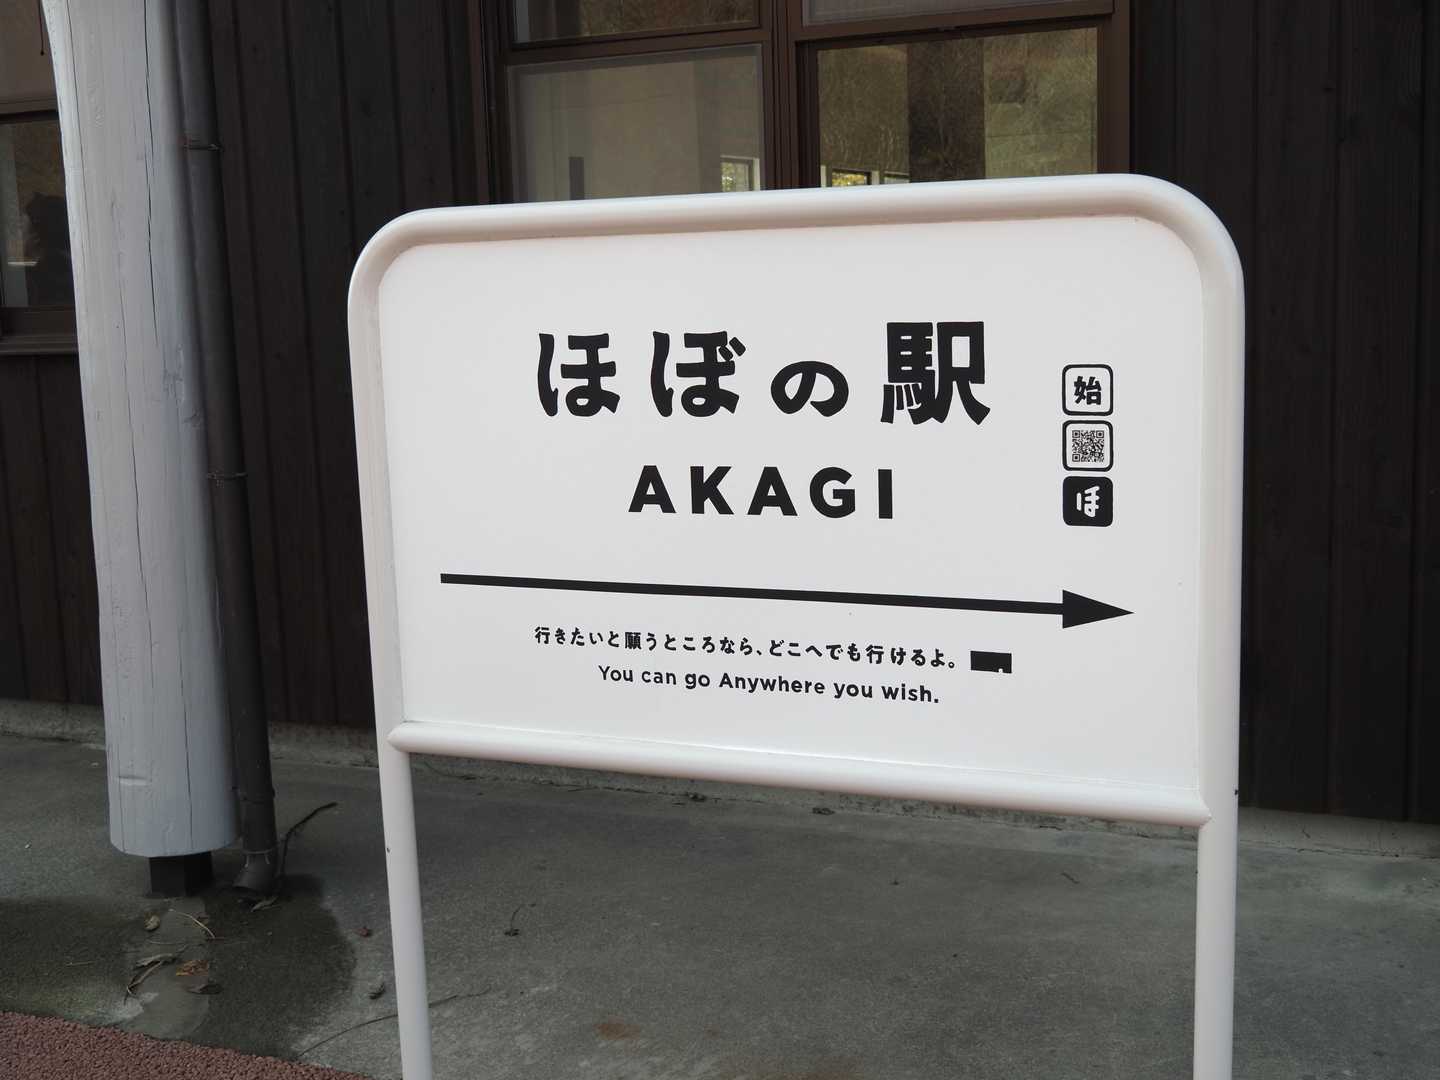 ほぼの駅
AKAGI
始
ほ
行きたいと願うところなら、どこへでも行けるよ。
You can go Anywhere you wish.